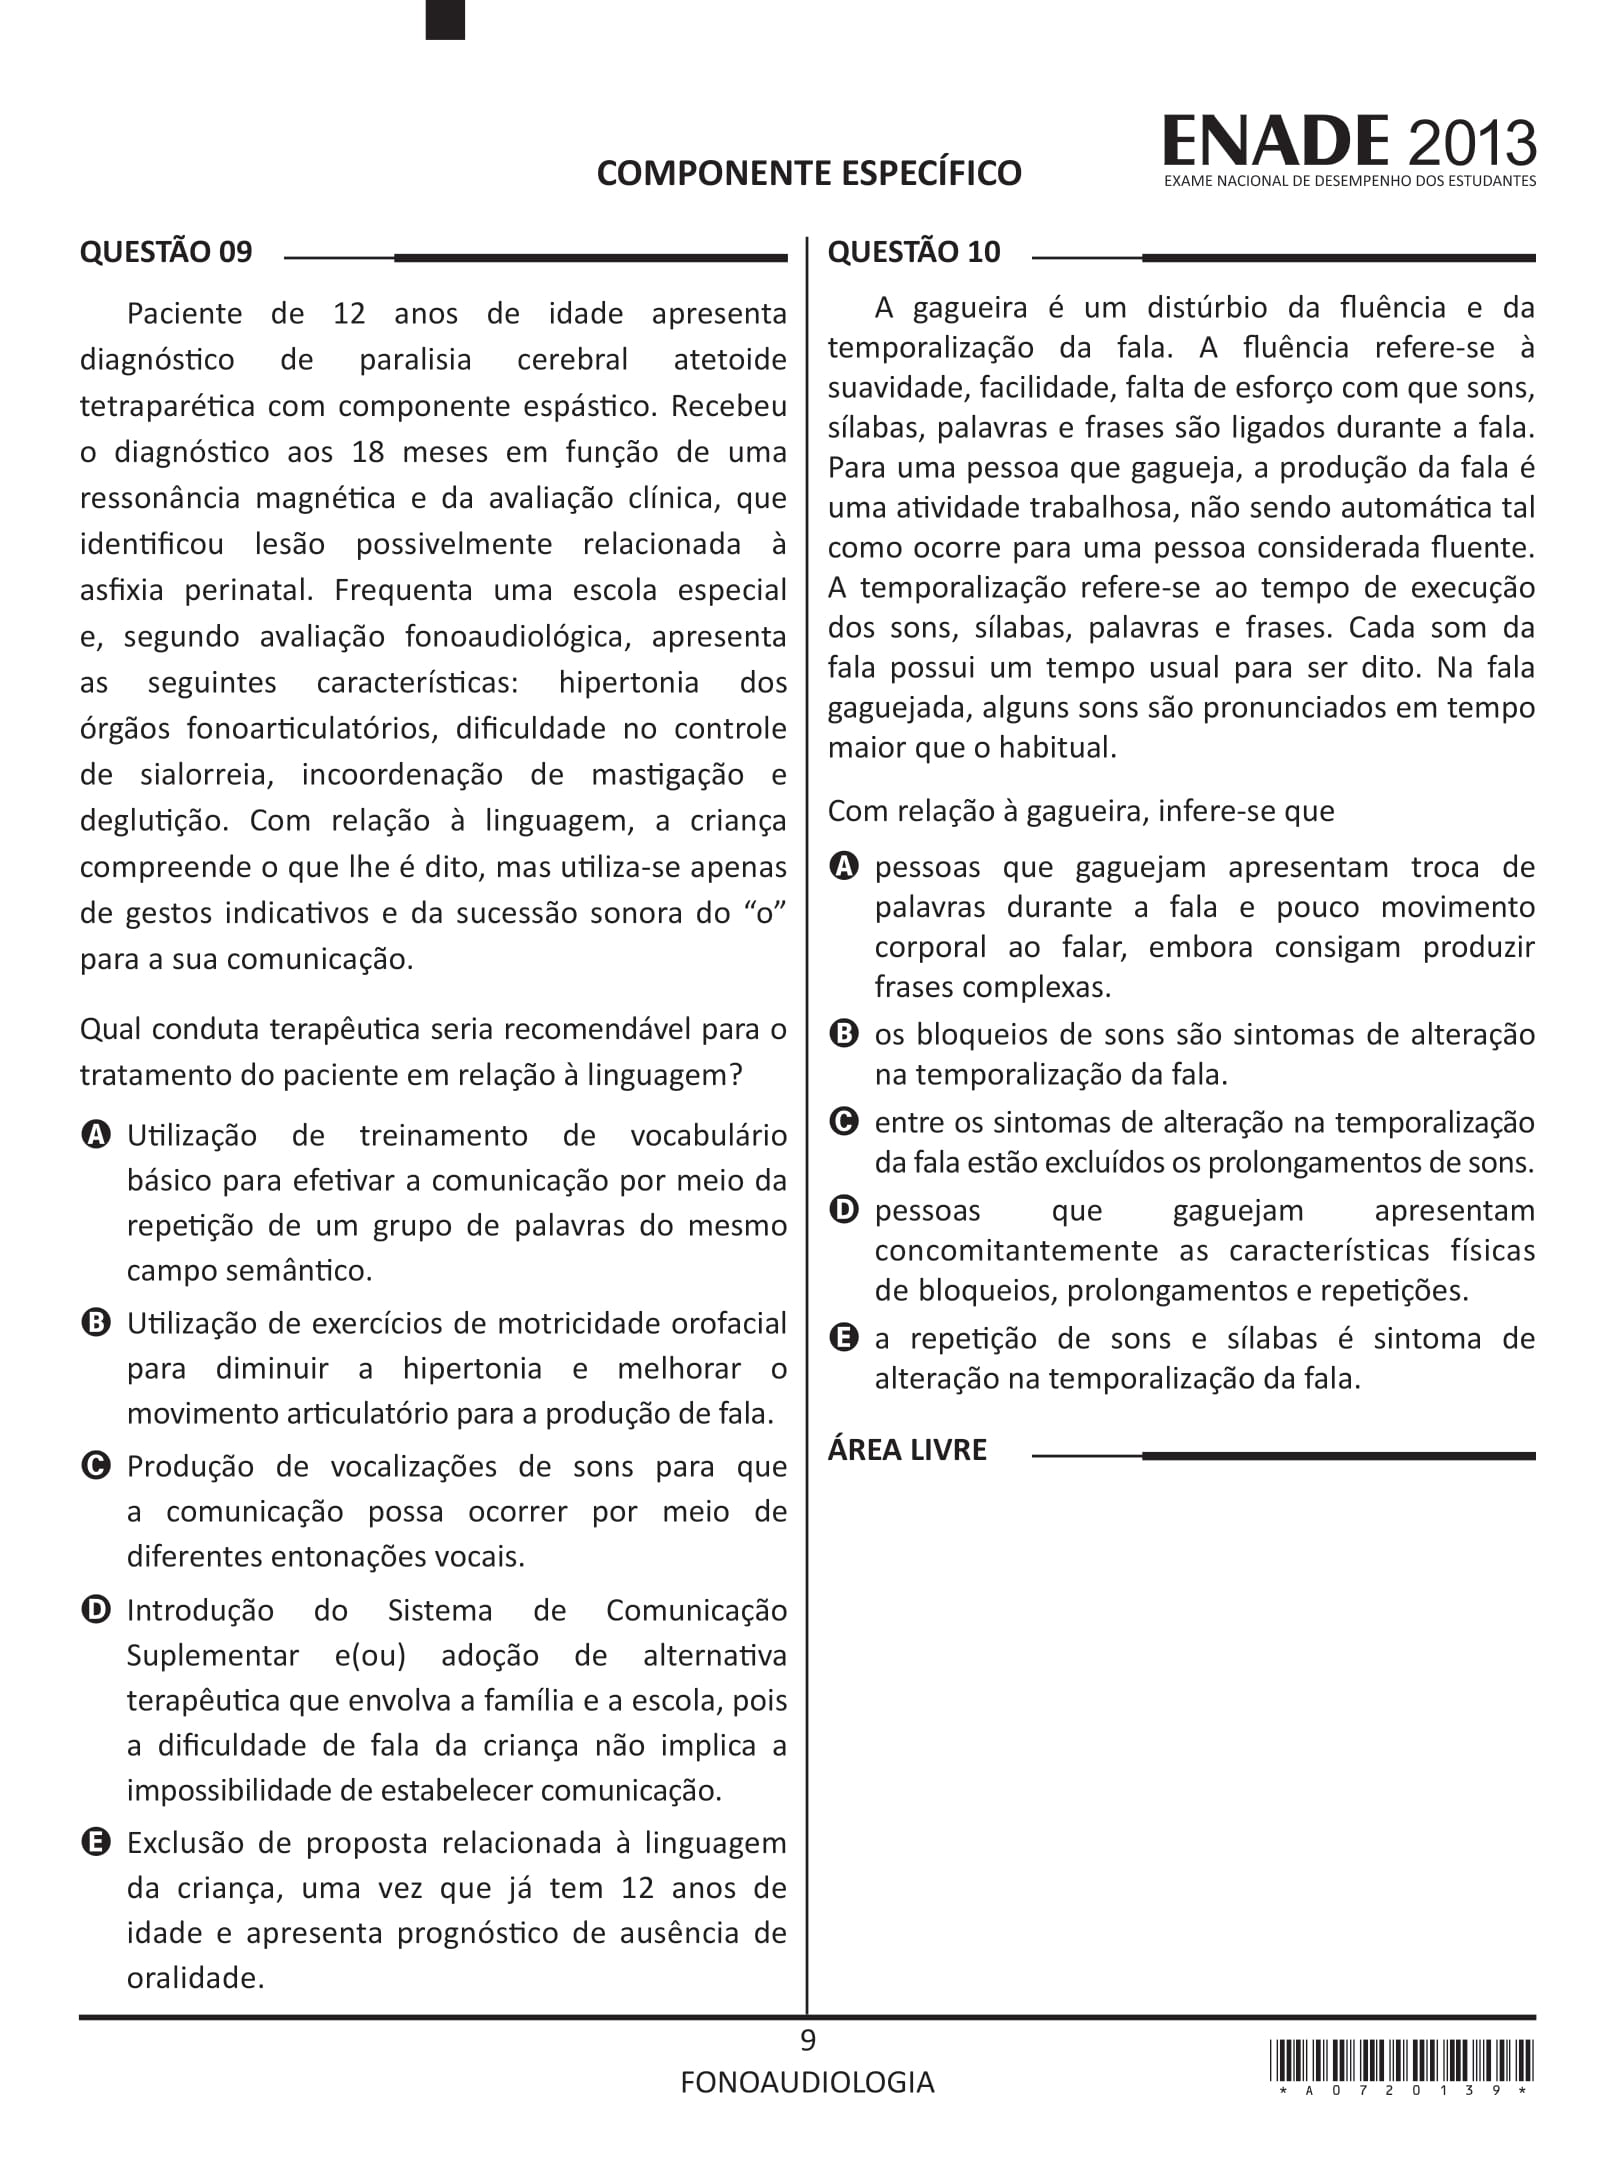 ENADE 2013
EXAME NACIONAL DE DESEMPENHO DOS ESTUDANTES
COMPONENTE ESPECÍFICO
QUESTÃO 09
Paciente de 12 anos de idade apresenta
diagnóstico de paralisia cerebral atetoide
tetraparética com componente espástico. Recebeu
o diagnóstico aos 18 meses em função de uma
ressonância magnética e da avaliação clínica, que
identificou lesão possivelmente relacionada à
asfixia perinatal. Frequenta uma escola especial
e, segundo avaliação fonoaudiológica, apresenta
as seguintes características: hipertonia dos
órgãos fonoarticulatórios, dificuldade no controle
de sialorreia, incoordenação de mastigação e
deglutição. Com relação à linguagem, a criança
compreende o que lhe é dito, mas utiliza-se apenas
de gestos indicativos e da sucessão sonora do “o”
para a sua comunicação.
Qual conduta terapêutica seria recomendável para o
tratamento do paciente em relação à linguagem?
A Utilização de treinamento de vocabulário
básico para efetivar a comunicação por meio da
repetição de um grupo de palavras do mesmo
campo semântico.
B Utilização de exercícios de motricidade orofacial
para diminuir a hipertonia e melhorar o
movimento articulatório para a produção de fala.
C Produção de vocalizações de sons para que
a comunicação possa ocorrer por meio de
diferentes entonações vocais.
D Introdução do Sistema de Comunicação
Suplementar e(ou) adoção de alternativa
terapêutica que envolva a família e a escola, pois
a dificuldade de fala da criança não implica a
impossibilidade de estabelecer comunicação.
E Exclusão de proposta relacionada à linguagem
da criança, uma vez que já tem 12 anos de
idade e apresenta prognóstico de ausência de
oralidade.
QUESTÃO 10
A gagueira é um distúrbio da fluência e da
temporalização da fala. A fluência refere-se à
suavidade, facilidade, falta de esforço com que sons,
sílabas, palavras e frases são ligados durante a fala.
Para uma pessoa que gagueja, a produção da fala é
uma atividade trabalhosa, não sendo automática tal
como ocorre para uma pessoa considerada fluente.
A temporalização refere-se ao tempo de execução
dos sons, sílabas, palavras e frases. Cada som da
fala possui um tempo usual para ser dito. Na fala
gaguejada, alguns sons são pronunciados em tempo
maior que o habitual.
Com relação à gagueira, infere-se que
A pessoas que gaguejam apresentam troca de
palavras durante a fala e pouco movimento
corporal ao falar, embora consigam produzir
frases complexas.
B os bloqueios de sons são sintomas de alteração
na temporalização da fala.
C entre os sintomas de alteração na temporalização
da fala estão excluídos os prolongamentos de sons.
D pessoas que gaguejam apresentam
concomitantemente as características físicas
de bloqueios, prolongamentos e repetições.
E a repetição de sons e sílabas é sintoma de
alteração na temporalização da fala.
ÁREA LIVRE
9
FONOAUDIOLOGIA
*A0720139*